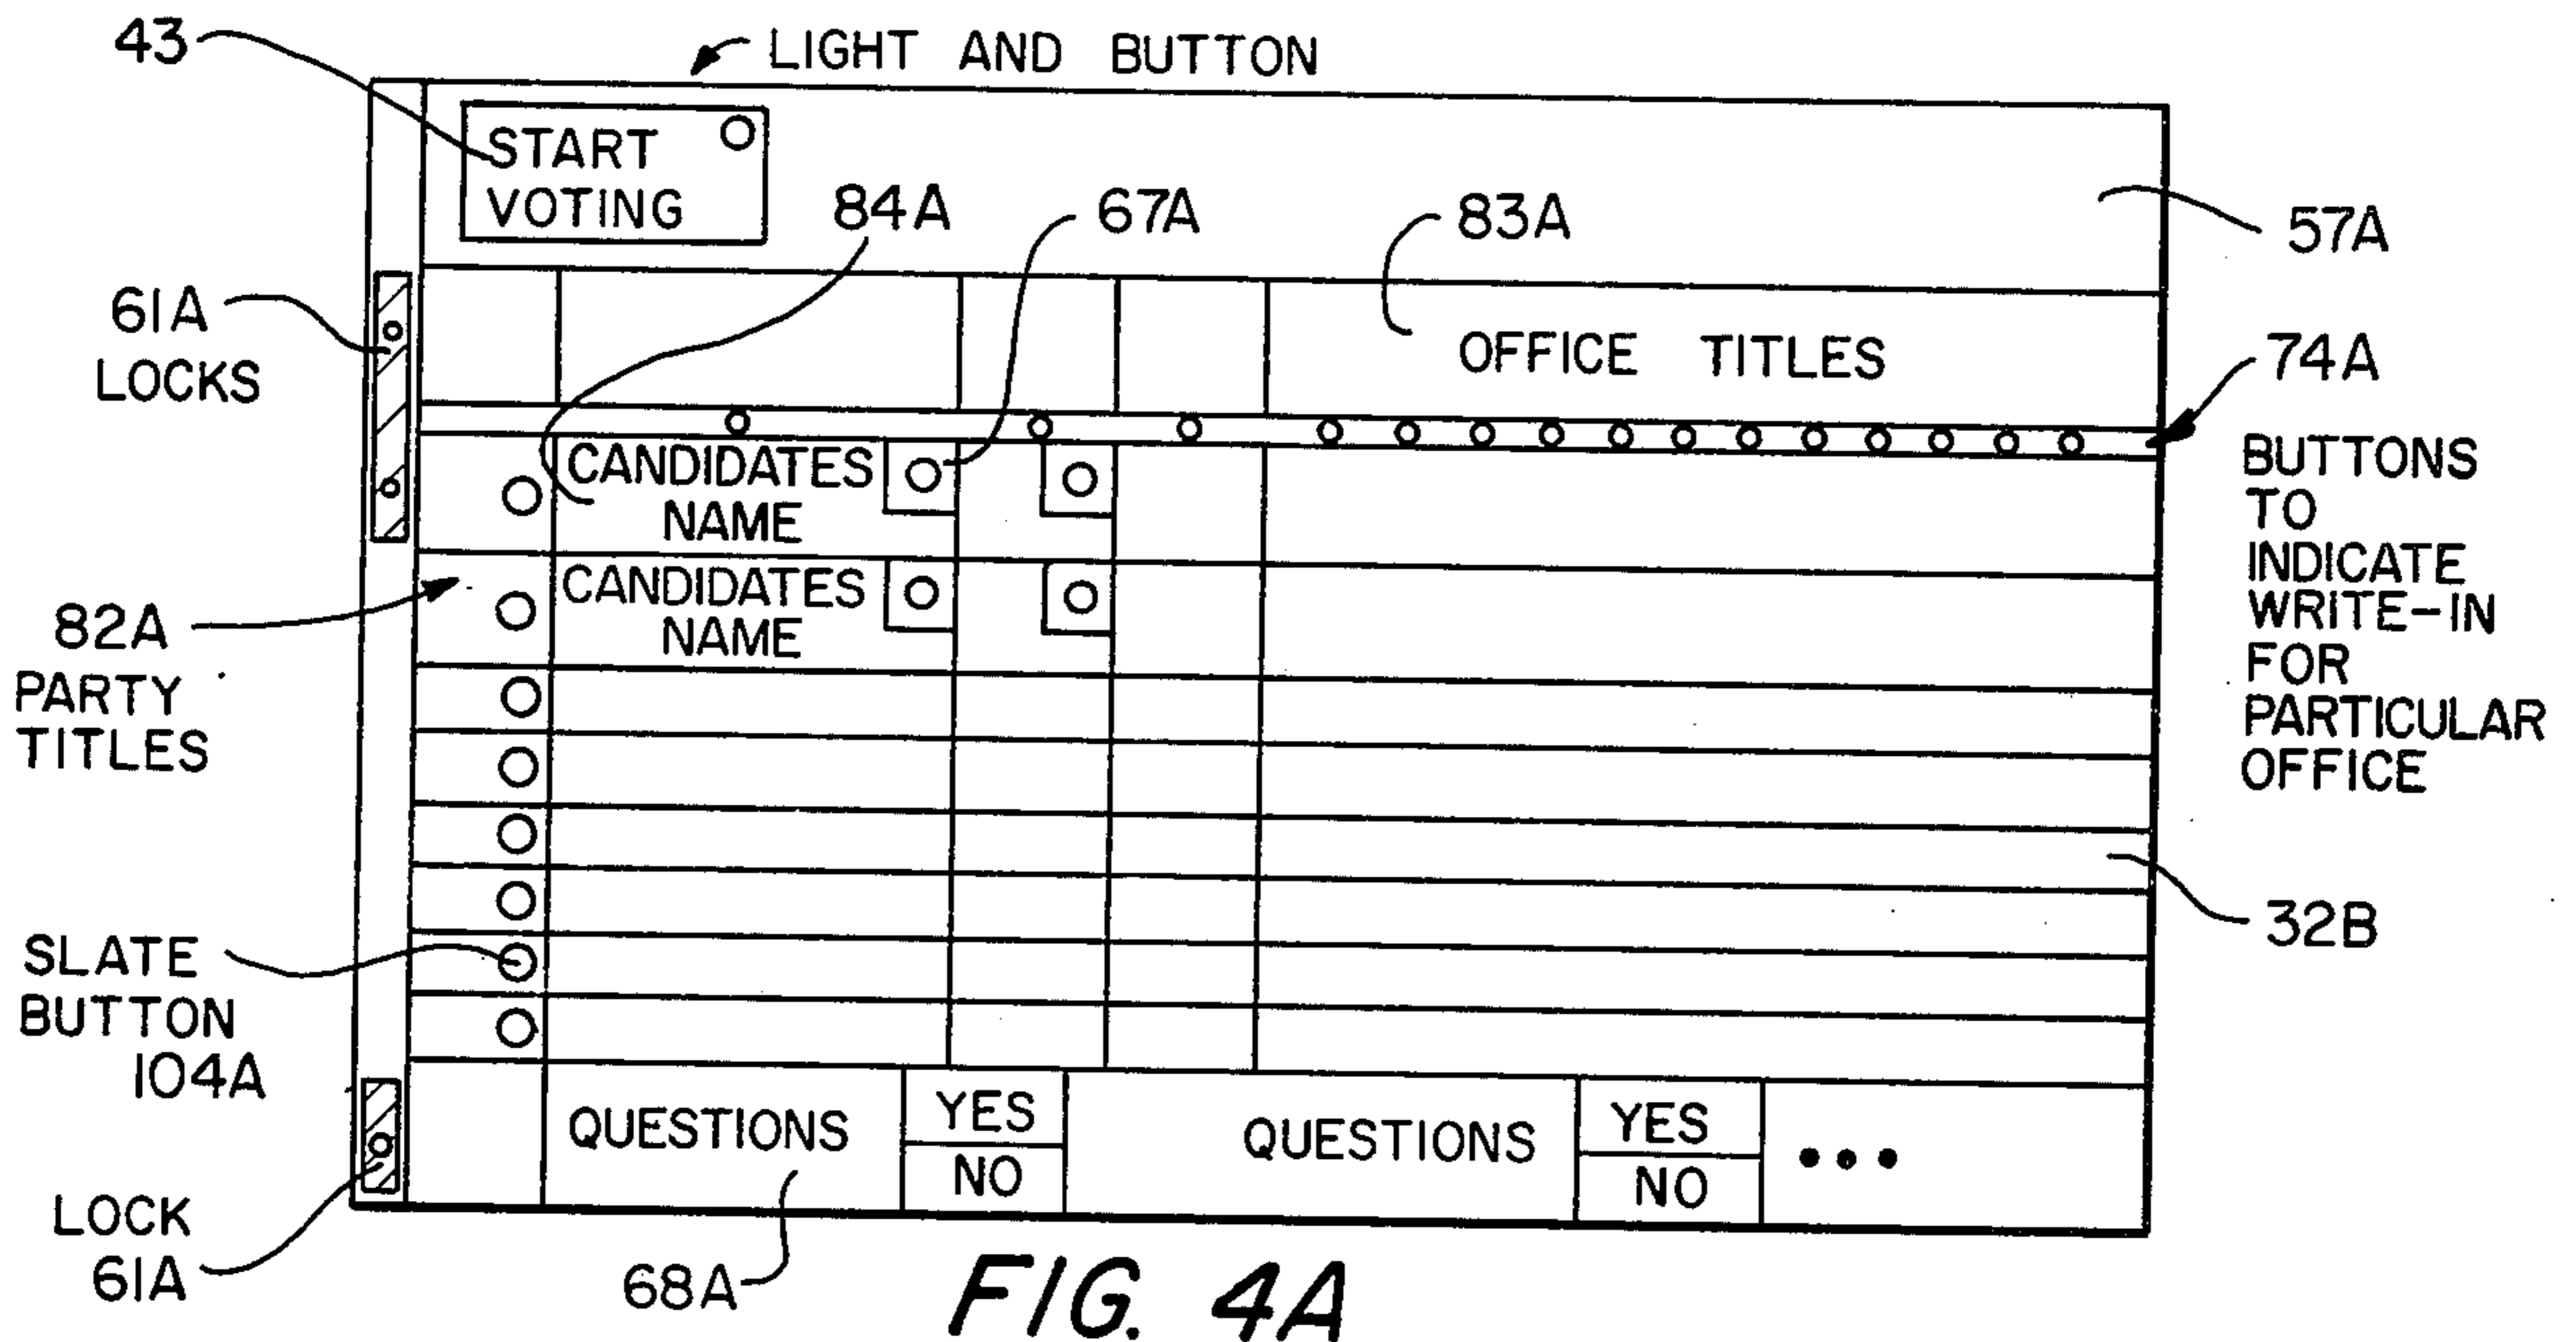 43
LIGHT AND BUTTON
START
VOTING
84A
67A
83A
57A
61A
LOCKS
OFFICE TITLES
74A
BUTTONS
TO
INDICATE
WRITE-IN
FOR
PARTICULAR
OFFICE
CANDIDATES
NAME
CANDIDATES
NAME
82A
PARTY
TITLES
32B
SLATE
BUTTON
104A
QUESTIONS
YES
NO
QUESTIONS
YES
NO
LOCK
61A
68A
FIG. 4A